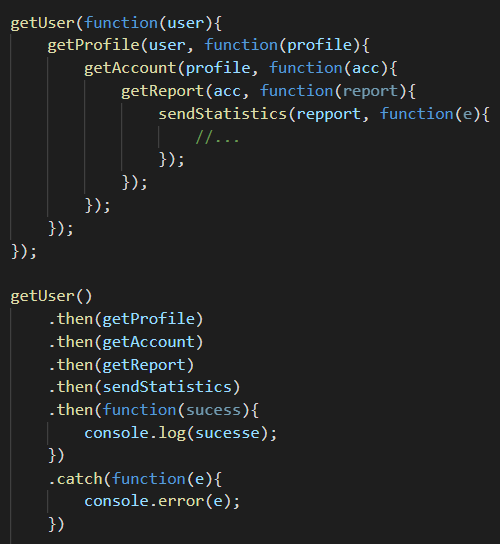 getUser(function(user){
    getProfile(user, function(profile){
        getAccount(profile, function(acc){
            getReport(acc, function(report){
                sendStatistics(repport, function(e){
                    //...
                });
            });
        });
    });
});

getUser()
    .then(getProfile)
    .then(getAccount)
    .then(getReport)
    .then(sendStatistics)
    .then(function(sucess){
        console.log(sucesse);
    })
    .catch(function(e){
        console.error(e);
    })